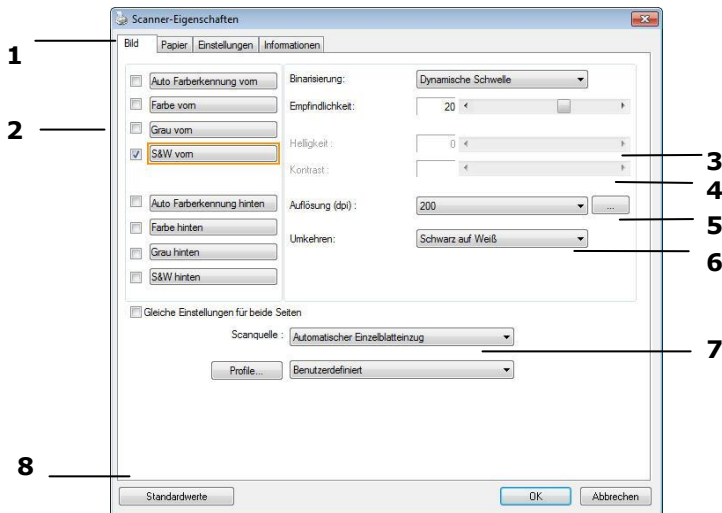 Scanner-Eigenschaften
Bild Papier Einstellungen Informationen
1
2
Auto Farberkennung vorn
Farbe vorn
Grau vorn
S&W vorn
Auto Farberkennung hinten
Farbe hinten
Grau hinten
S&W hinten
Binarisierung: Dynamische Schwelle
Empfindlichkeit: 20
Helligkeit : 0
Kontrast :
Auflösung (dpi) : 200 ...
Umkehren: Schwarz auf Weiß
3
4
5
6
Gleiche Einstellungen für beide Seiten
Scanquelle : Automatischer Einzelblatteinzug
7
Profile... Benutzerdefiniert
8
Standardwerte OK Abbrechen